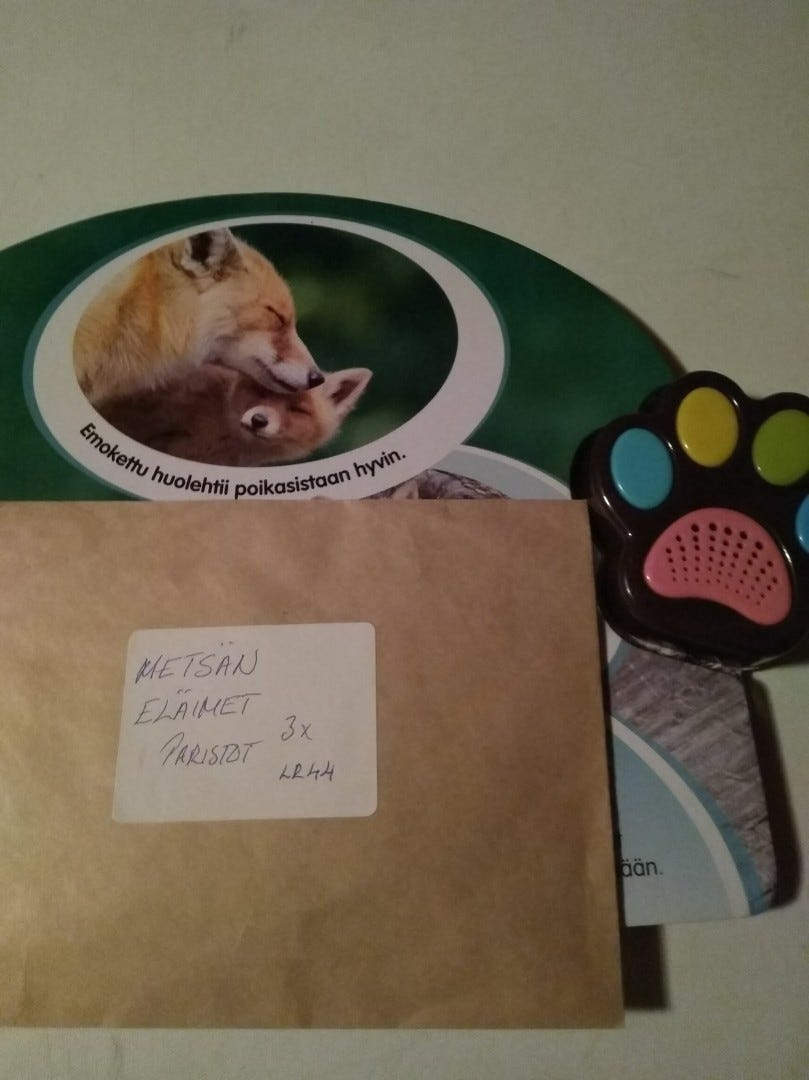 Emokettu huolehtii poikasistaan hyvin.
METSÄN
ELÄIMET
PARISTOT 3x
LR44
ään.